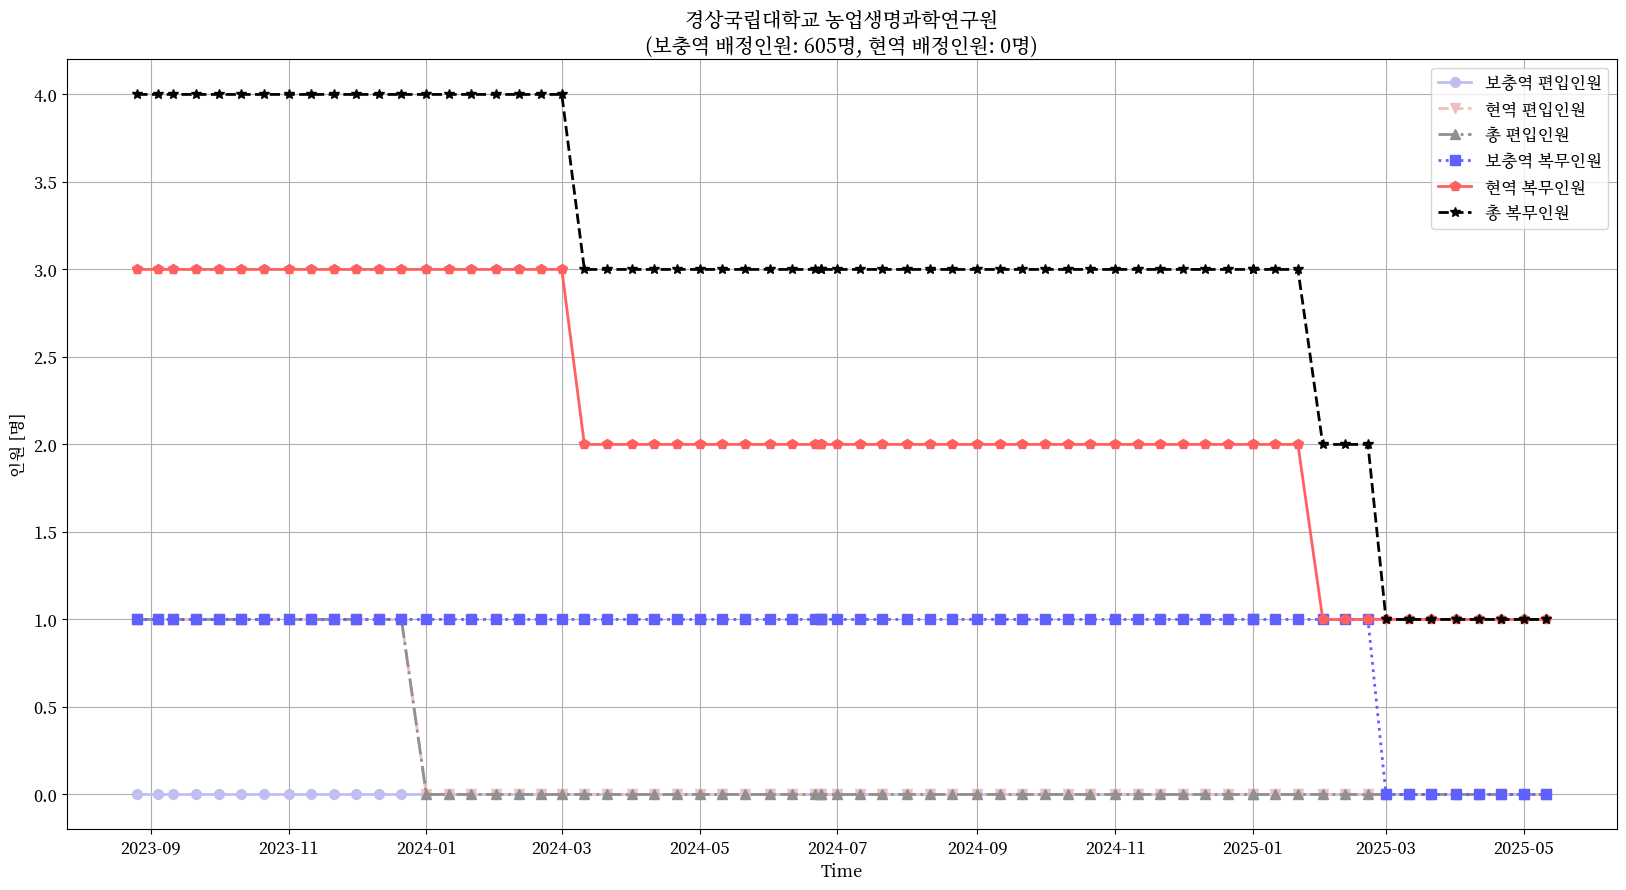 경상국립대학교 농업생명과학연구원
(보충역 배정인원: 605명, 현역 배정인원: 0명)
보충역 편입인원
현역 편입인원
총 편입인원
보충역 복무인원
현역 복무인원
총 복무인원
인원 [명]
4.0
3.5
3.0
2.5
2.0
1.5
1.0
0.5
0.0
2023-09 2023-11 2024-01 2024-03 2024-05 2024-07 2024-09 2024-11 2025-01 2025-03 2025-05
Time